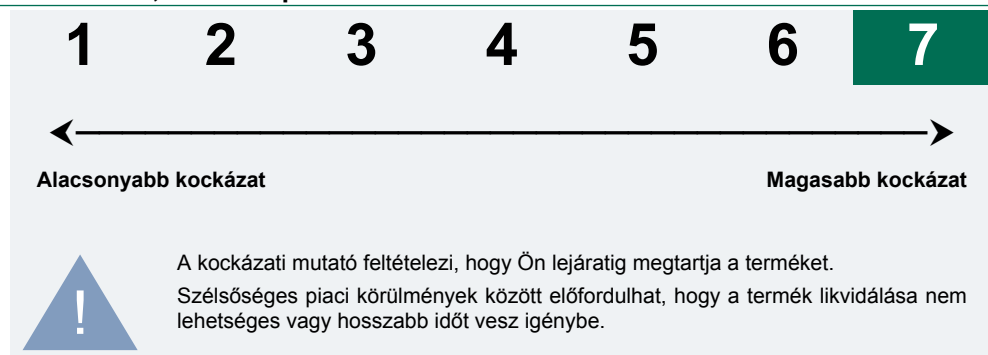 1 2 3 4 5 6 7
Alacsonyabb kockázat Magasabb kockázat
A kockázati mutató feltételezi, hogy Ön lejáratig megtartja a terméket.
Szélsőséges piaci körülmények között előfordulhat, hogy a termék likvidálása nem
lehetséges vagy hosszabb időt vesz igénybe.
!